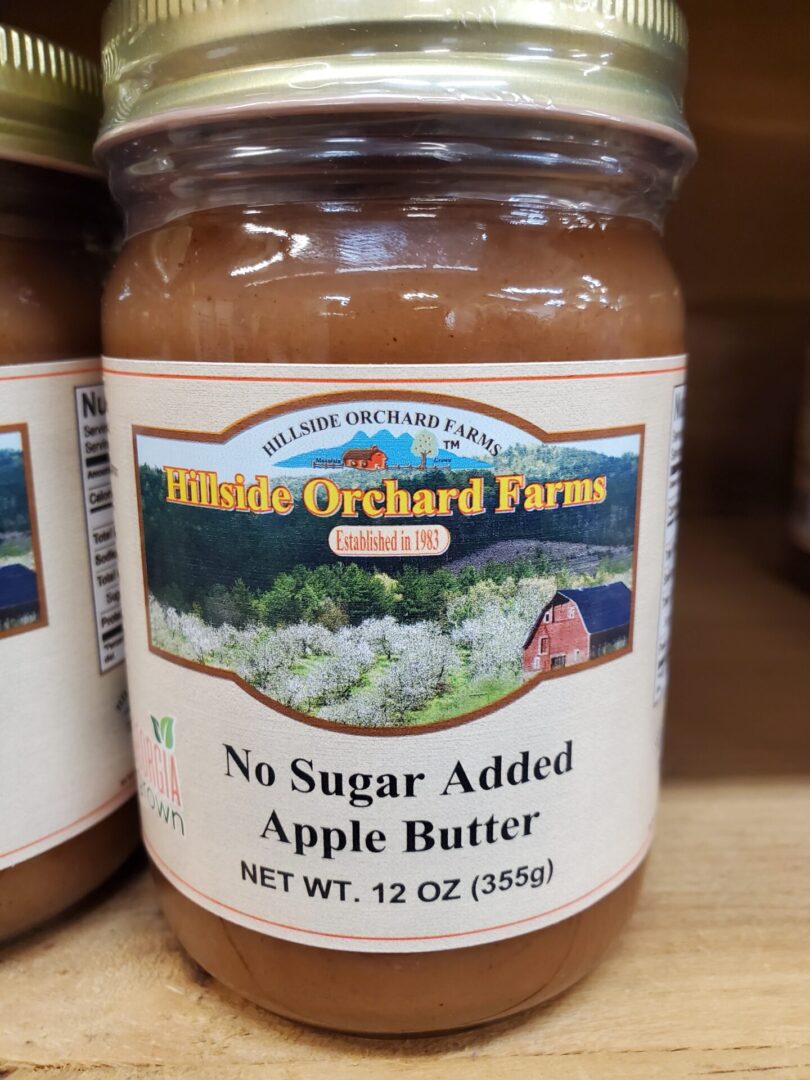 HILLSIDE ORCHARD FARMS
TM
Hillside Orchard Farms
Established in 1983
No Sugar Added
Apple Butter
NET WT. 12 OZ (355g)